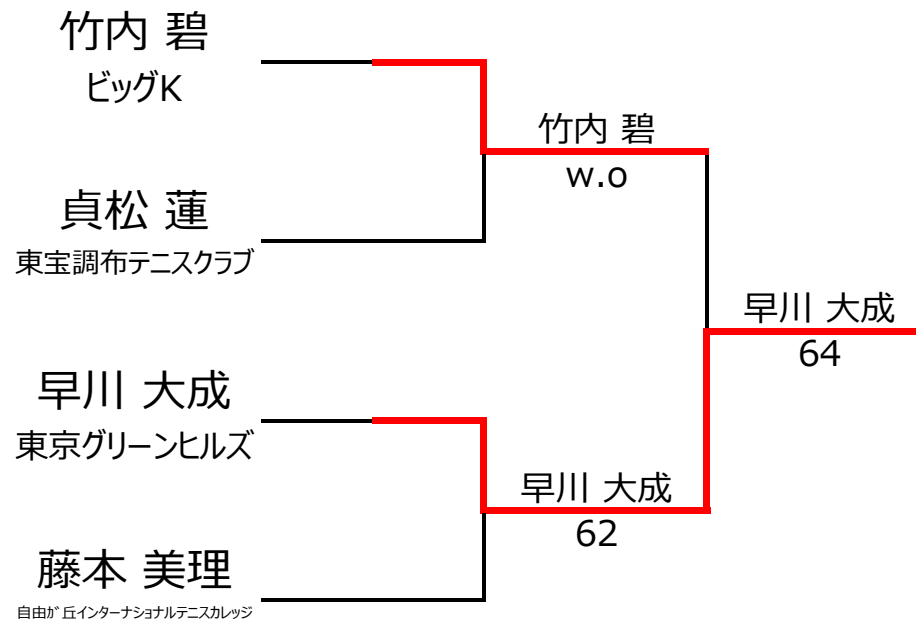 竹内 碧
ビッグK
竹内 碧
w.o
貞松 蓮
東宝調布テニスクラブ
早川 大成
64
早川 大成
東京グリーンヒルズ
早川 大成
62
藤本 美理
自由が丘インターナショナルテニスカレッジ